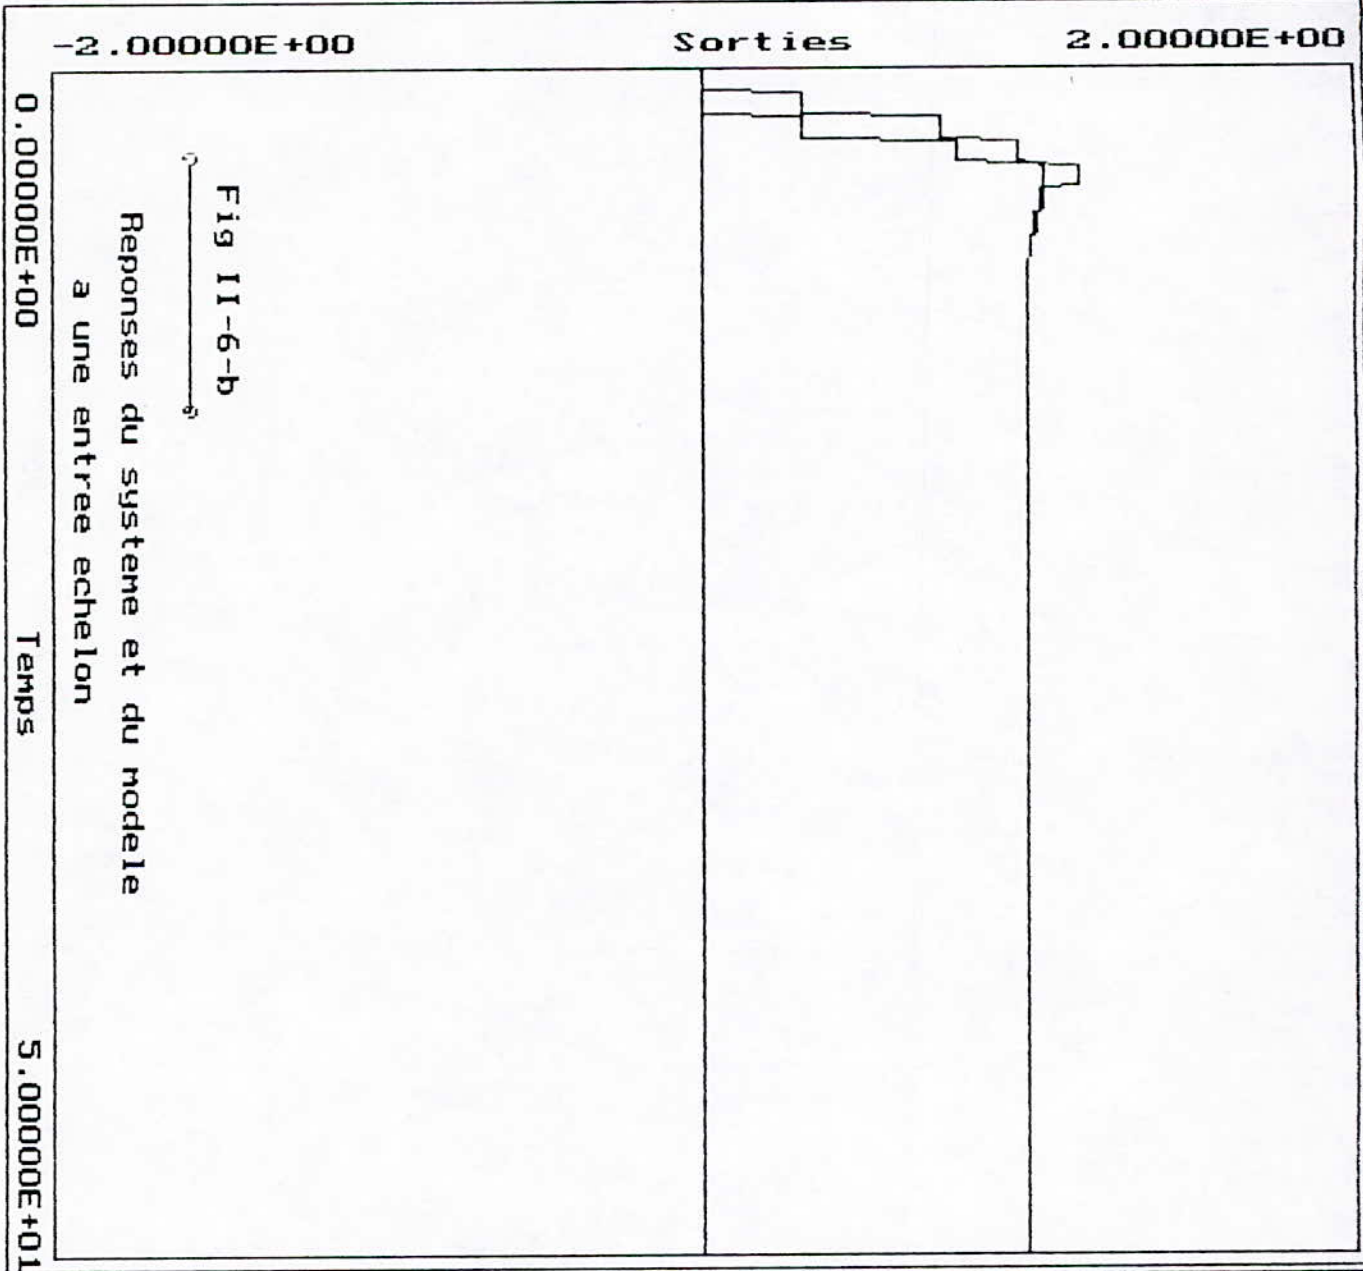 -2.00000E+00 Sorties 2.00000E+00
0.00000E+00 Temps 5.00000E+01
Fig II-6-b
Reponses du systeme et du modele
a une entree echelon